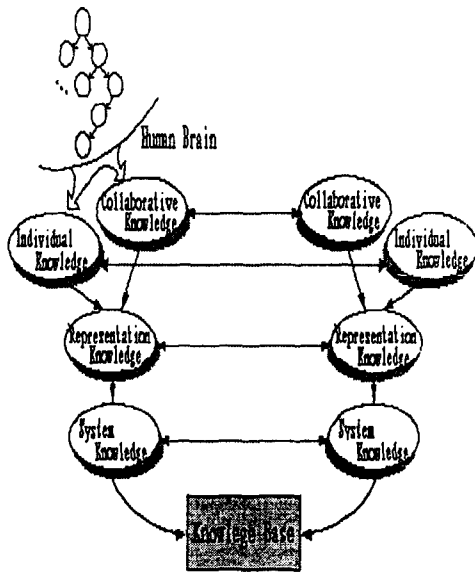 Human Brain
Collaborative
Knowledge
Collaborative
Knowledge
Individual
Knowledge
Individual
Knowledge
Representation
Knowledge
Representation
Knowledge
System
Knowledge
System
Knowledge
Knowlege Base